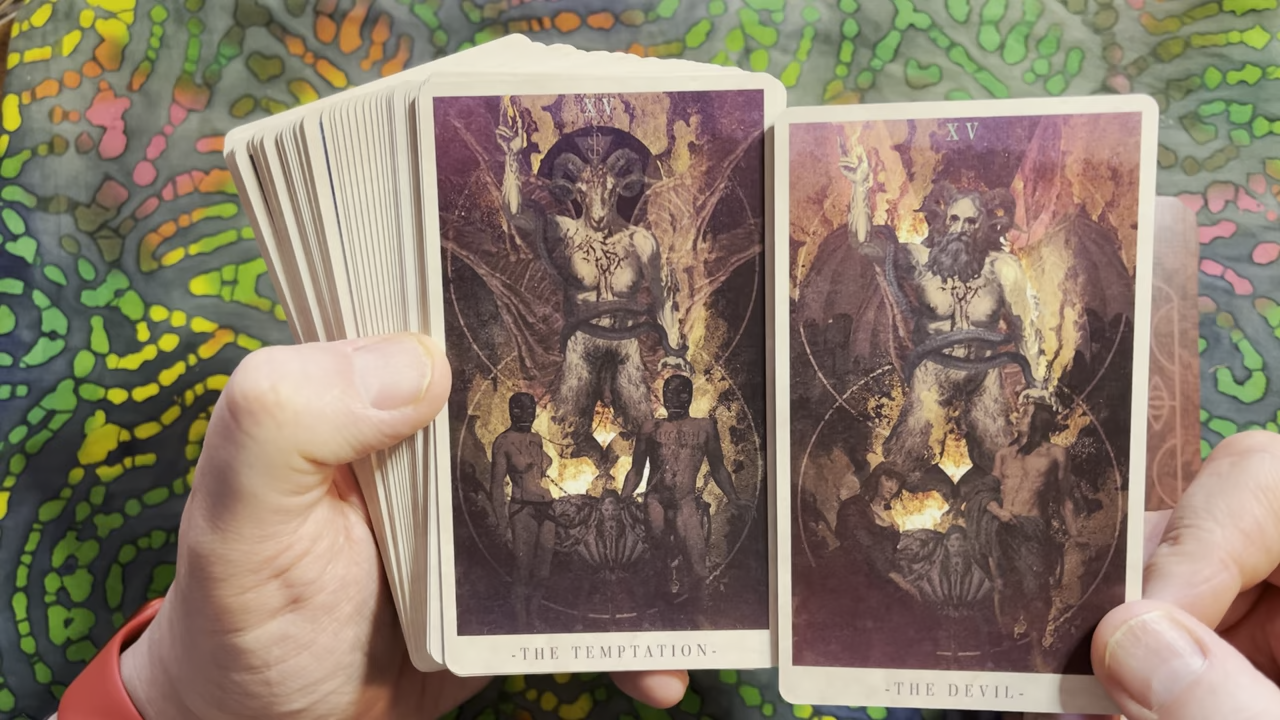 XV
-THE TEMPTATION-
XV
-THE DEVIL-